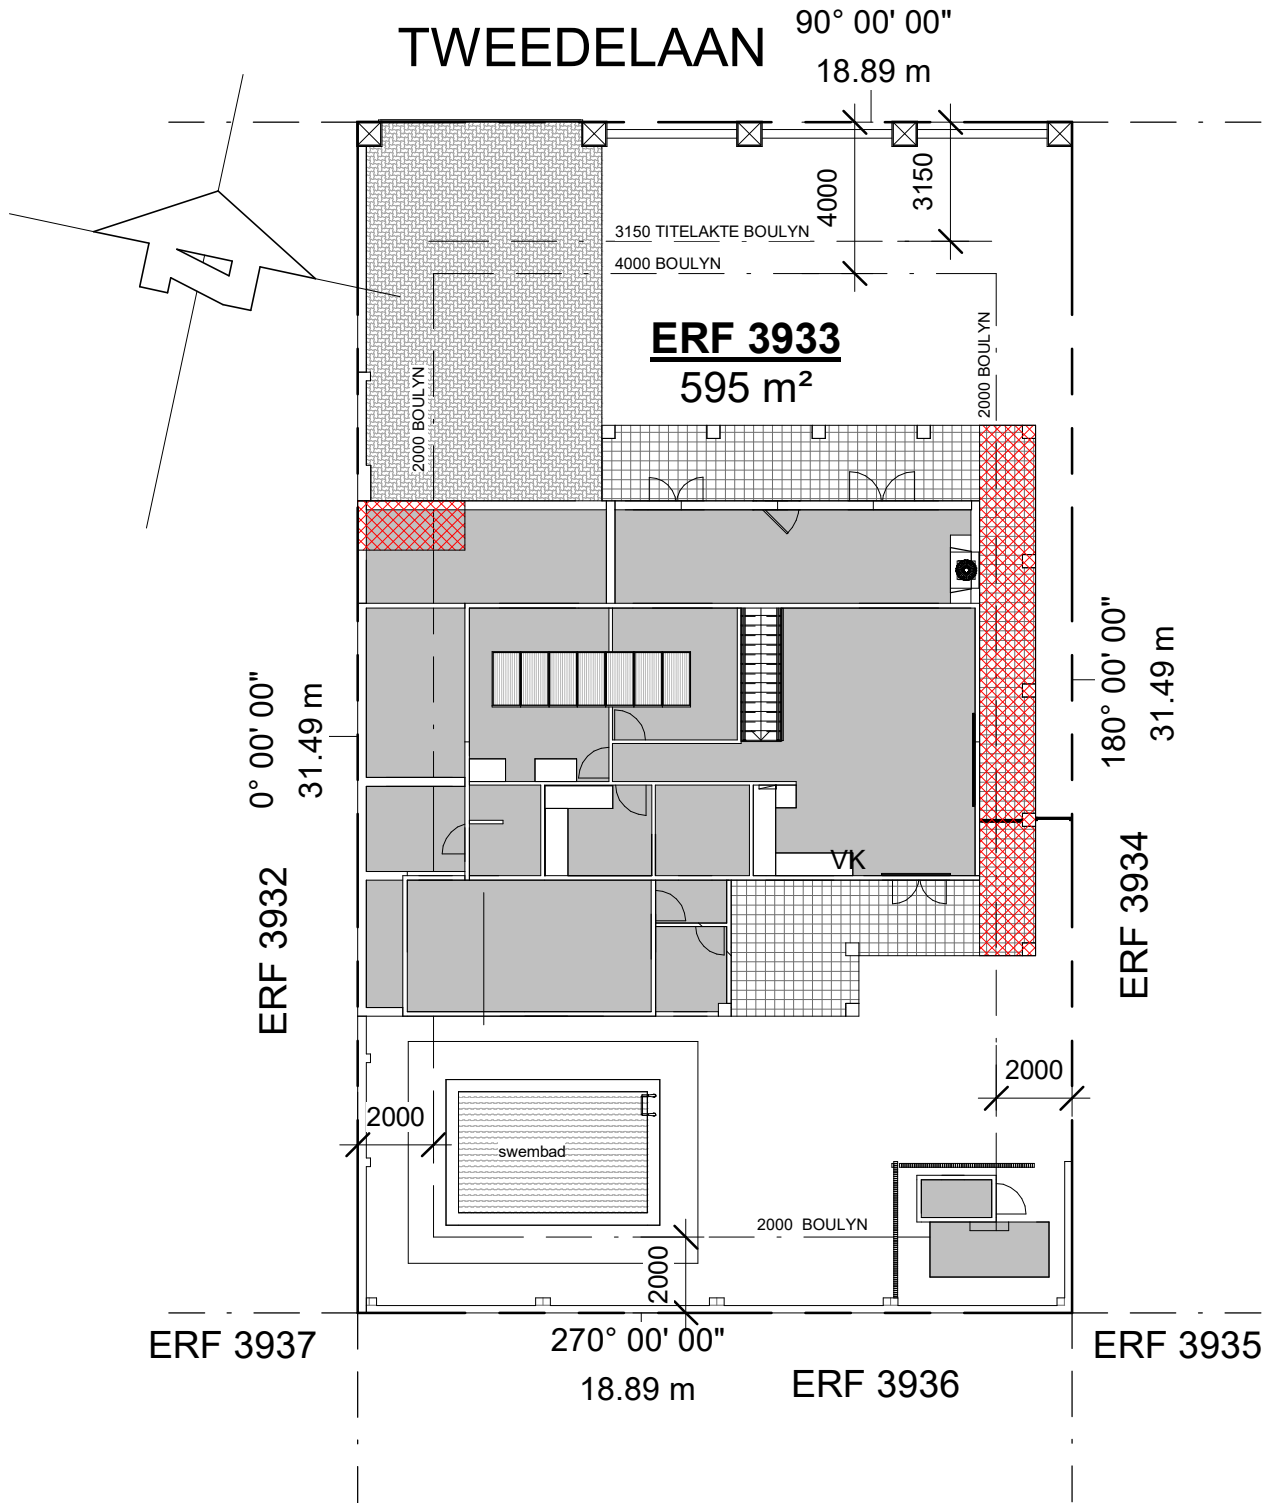 TWEEDELAAN
90° 00' 00"
18.89 m
4000
3150
3150 TITELAKTE BOULYN
4000 BOULYN
ERF 3933
595 m²
2000 BOULYN
2000 BOULYN
0° 00' 00"
31.49 m
180° 00' 00"
31.49 m
VK
ERF 3932
ERF 3934
2000
2000
swembad
2000 BOULYN
2000
270° 00' 00"
18.89 m
ERF 3937
ERF 3936
ERF 3935